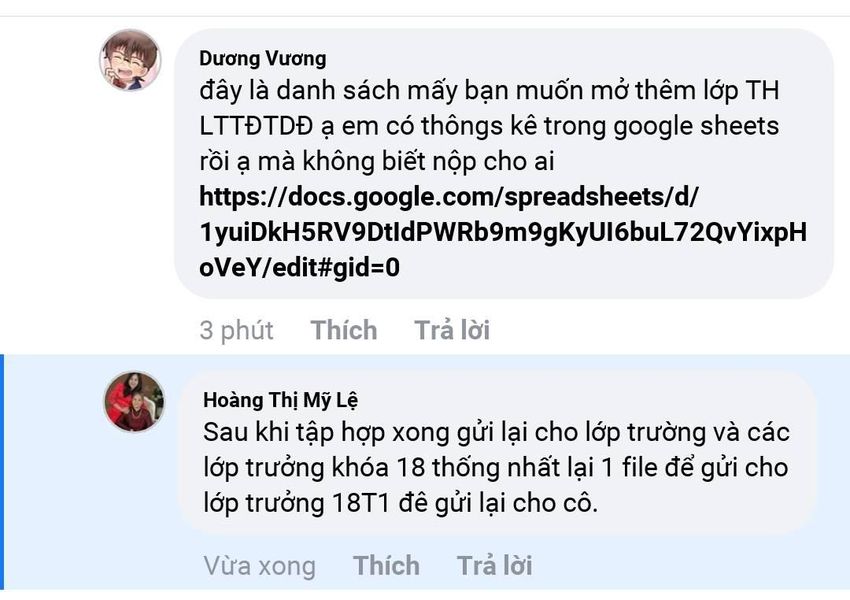 Dương Vương
đây là danh sách mấy bạn muốn mở thêm lớp TH
LTTĐTDĐ ạ em có thôngs kê trong google sheets
rồi ạ mà không biết nộp cho ai
https://docs.google.com/spreadsheets/d/
1yuiDkH5RV9DtIdPWRb9m9gKyUI6buL72QvYixpH
oVeY/edit#gid=0
3 phút Thích Trả lời
Hoàng Thị Mỹ Lệ
Sau khi tập hợp xong gửi lại cho lớp trường và các
lớp trưởng khóa 18 thống nhất lại 1 file để gửi cho
lớp trưởng 18T1 đê gửi lại cho cô.
Vừa xong Thích Trả lời